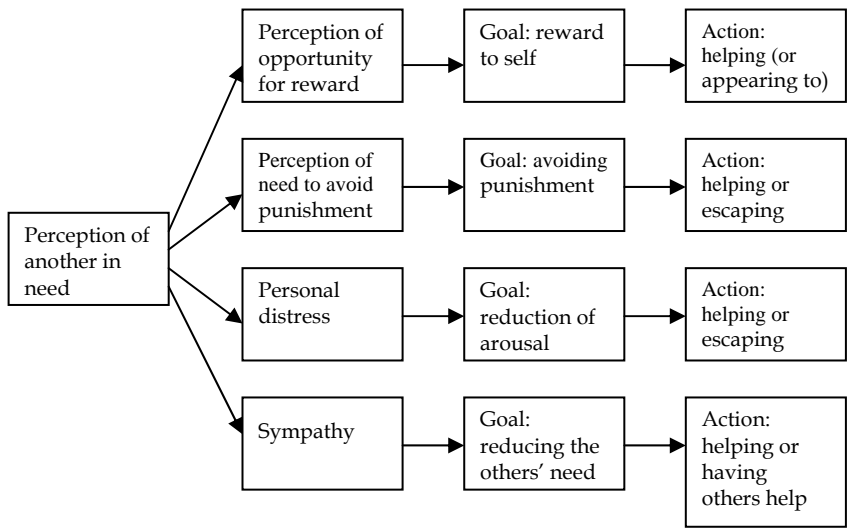 Perception of
another in
need
Perception of
opportunity
for reward
Goal: reward
to self
Action:
helping (or
appearing to)
Perception of
need to avoid
punishment
Goal: avoiding
punishment
Action:
helping or
escaping
Personal
distress
Goal:
reduction of
arousal
Action:
helping or
escaping
Sympathy
Goal:
reducing the
others' need
Action:
helping or
having
others help